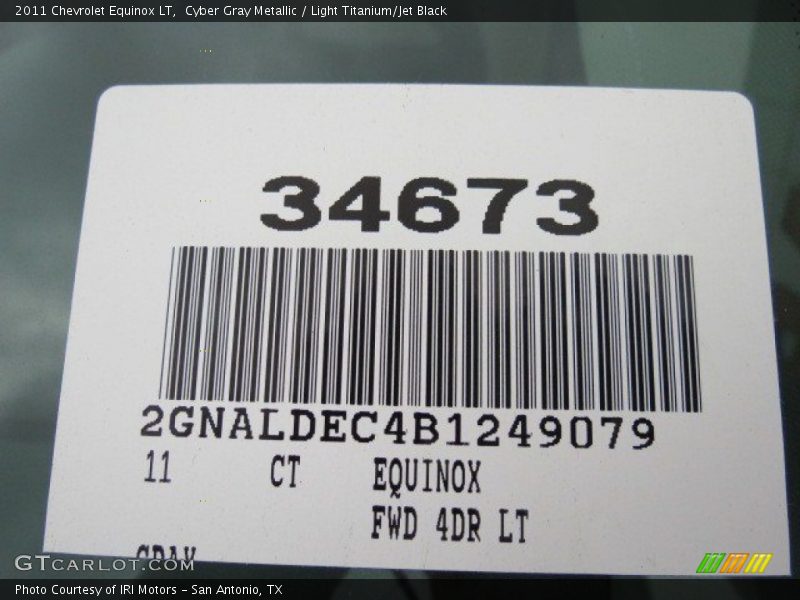 2011 Chevrolet Equinox LT,  Cyber Gray Metallic / Light Titanium/Jet Black
34673
2GNALDEC4B1249079
11 CT EQUINOX
FWD 4DR LT
GRAY
GTCARLOT.COM
Photo Courtesy of IRI Motors – San Antonio, TX